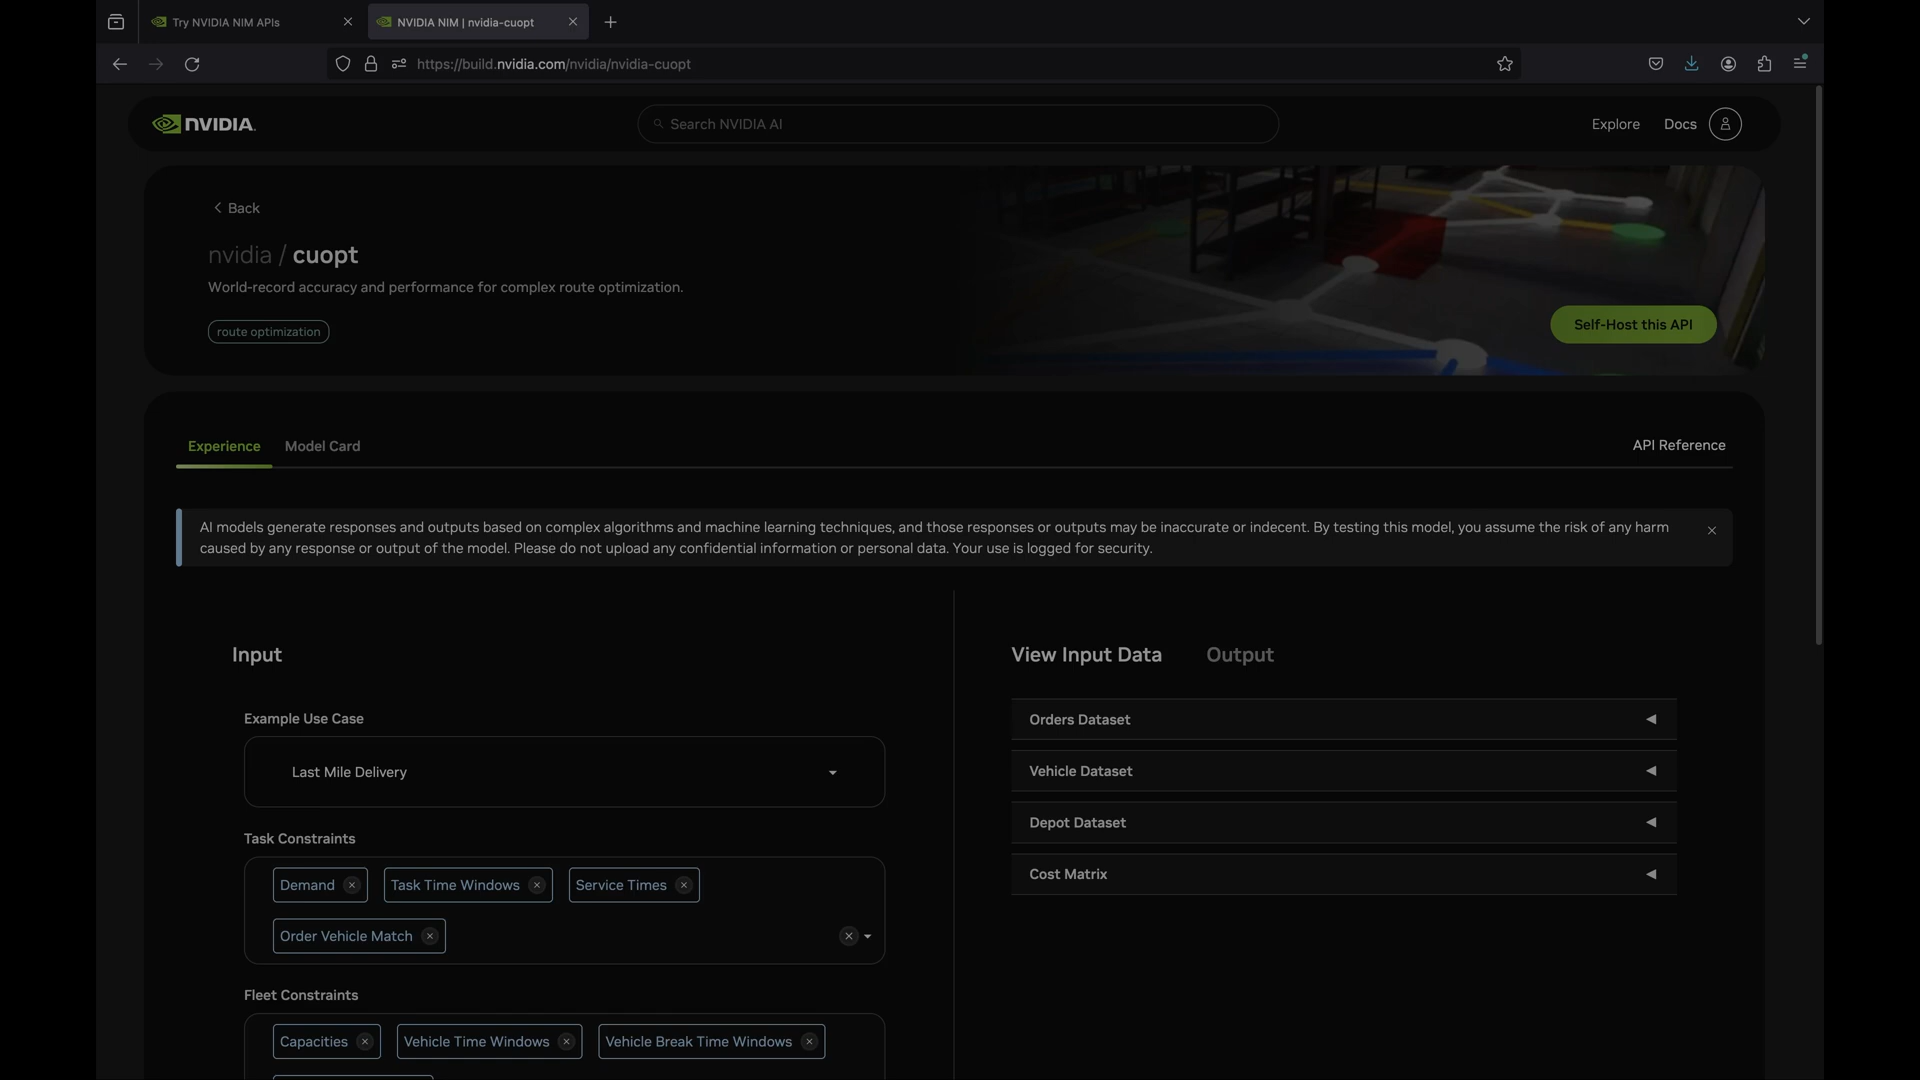 Try NVIDIA NIM APIs
NVIDIA NIM | nvidia-cuopt
https://build.nvidia.com/nvidia/nvidia-cuopt
NVIDIA.
Search NVIDIA AI
Explore
Docs
Back
nvidia / cuopt
World-record accuracy and performance for complex route optimization.
route optimization
Self-Host this API
Experience
Model Card
API Reference
AI models generate responses and outputs based on complex algorithms and machine learning techniques, and those responses or outputs may be inaccurate or indecent. By testing this model, you assume the risk of any harm
caused by any response or output of the model. Please do not upload any confidential information or personal data. Your use is logged for security.
Input
Example Use Case
Last Mile Delivery
Task Constraints
Demand
Task Time Windows
Service Times
Order Vehicle Match
Fleet Constraints
Capacities
Vehicle Time Windows
Vehicle Break Time Windows
View Input Data
Output
Orders Dataset
Vehicle Dataset
Depot Dataset
Cost Matrix